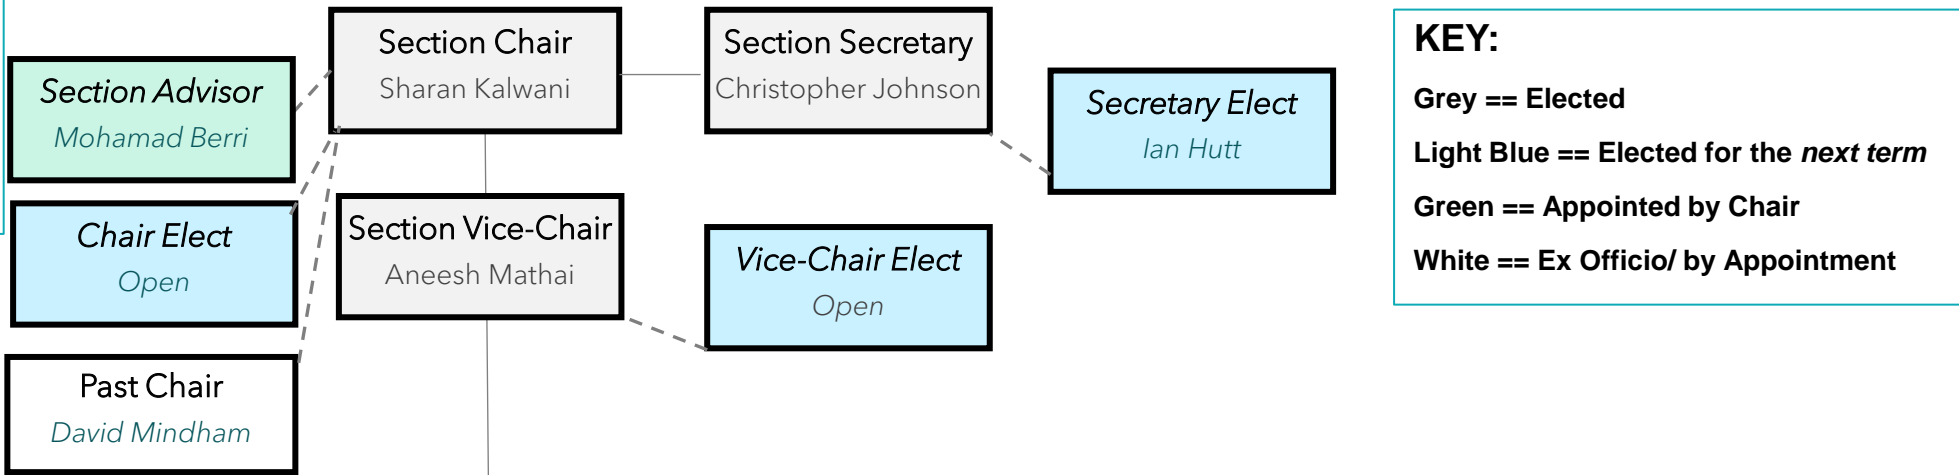 Section Chair
Sharan Kalwani
Section Secretary
Christopher Johnson
Section Advisor
Mohamad Berri
Secretary Elect
Ian Hutt
Chair Elect
Open
Section Vice-Chair
Aneesh Mathai
Vice-Chair Elect
Open
Past Chair
David Mindham
KEY:
Grey == Elected
Light Blue == Elected for the next term
Green == Appointed by Chair
White == Ex Officio/ by Appointment